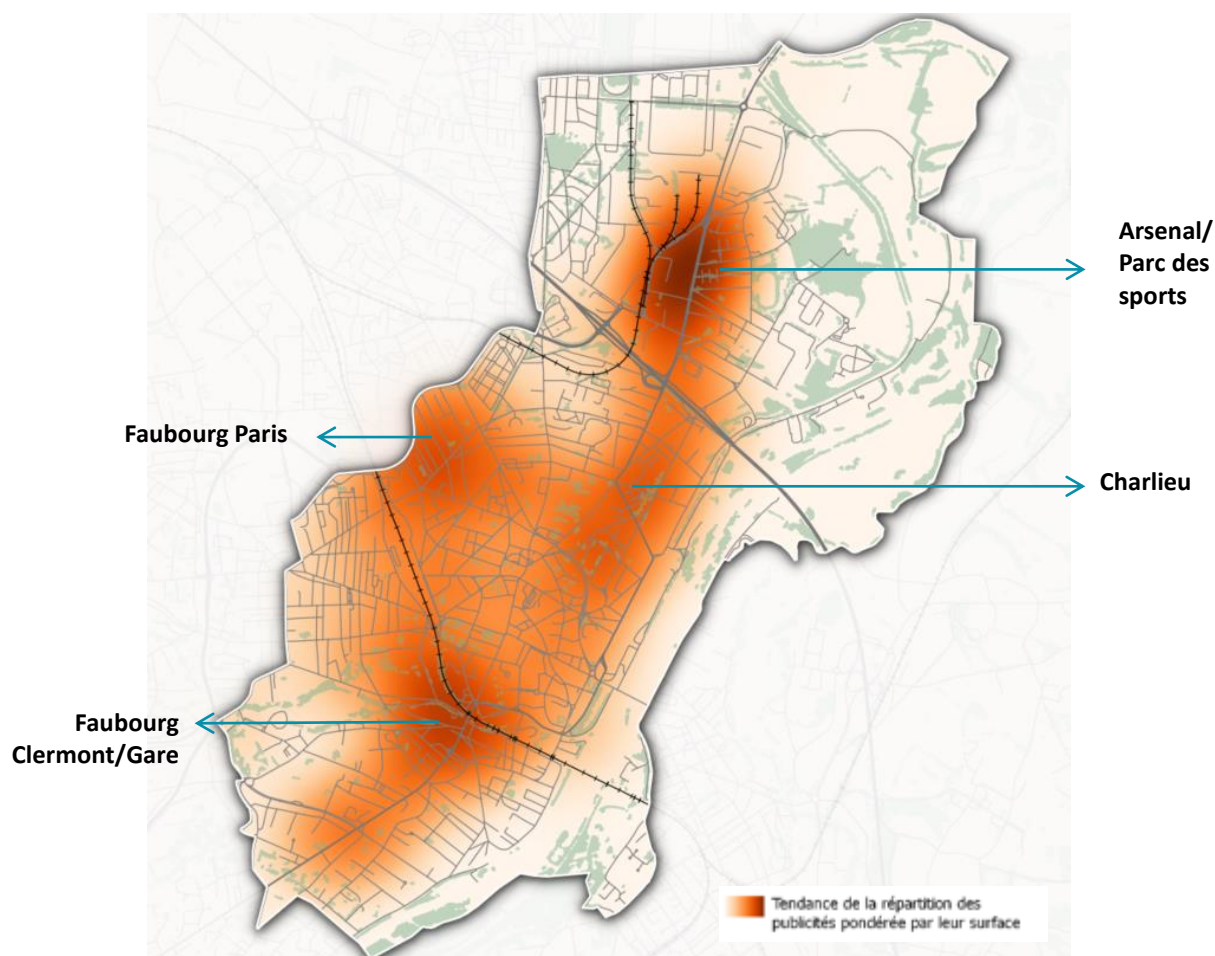 Arsenal/
Parc des
sports
Faubourg Paris
Charlieu
Faubourg
Clermont/Gare
Tendance de la répartition des
publicités pondérée par leur surface